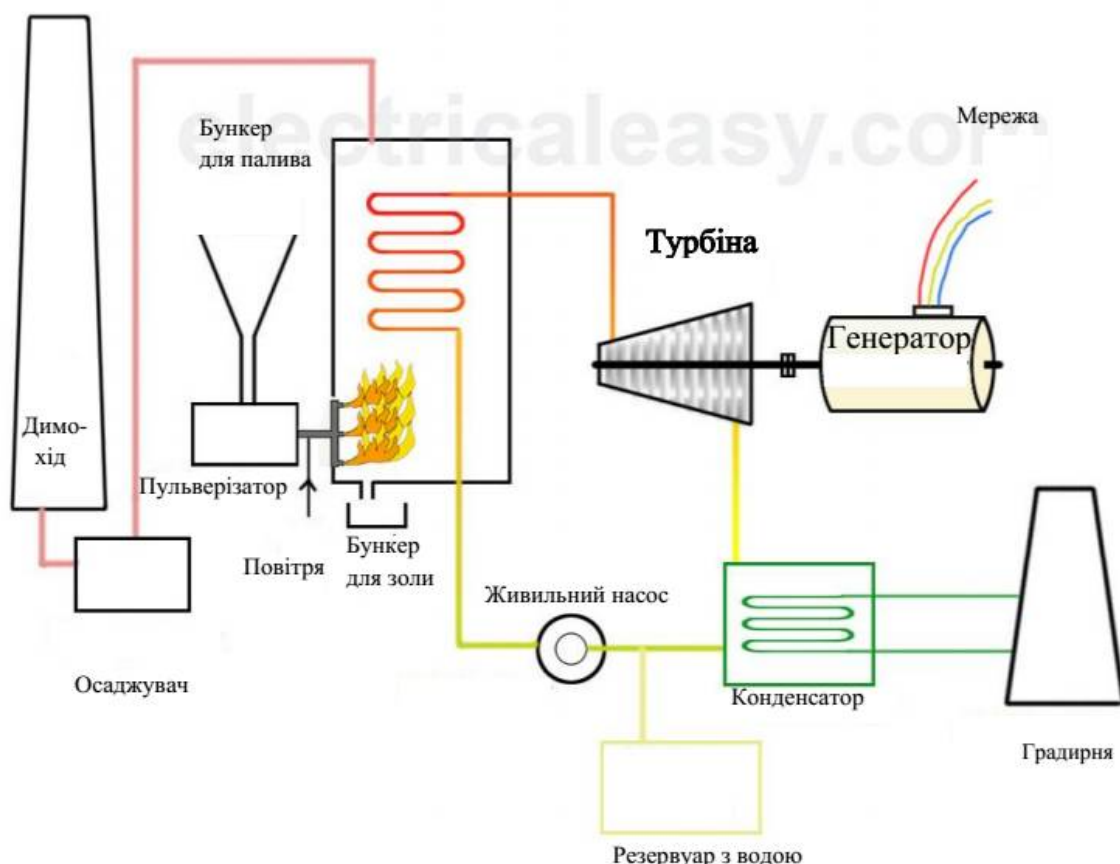 electricaleasy.com
Бункер
для палива
Мережа
Турбіна
Генератор
Димо-
хід
Пульверізатор
Повітря
Бункер
для золи
Живильний насос
Осаджувач
Конденсатор
Градирня
Резервуар з водою